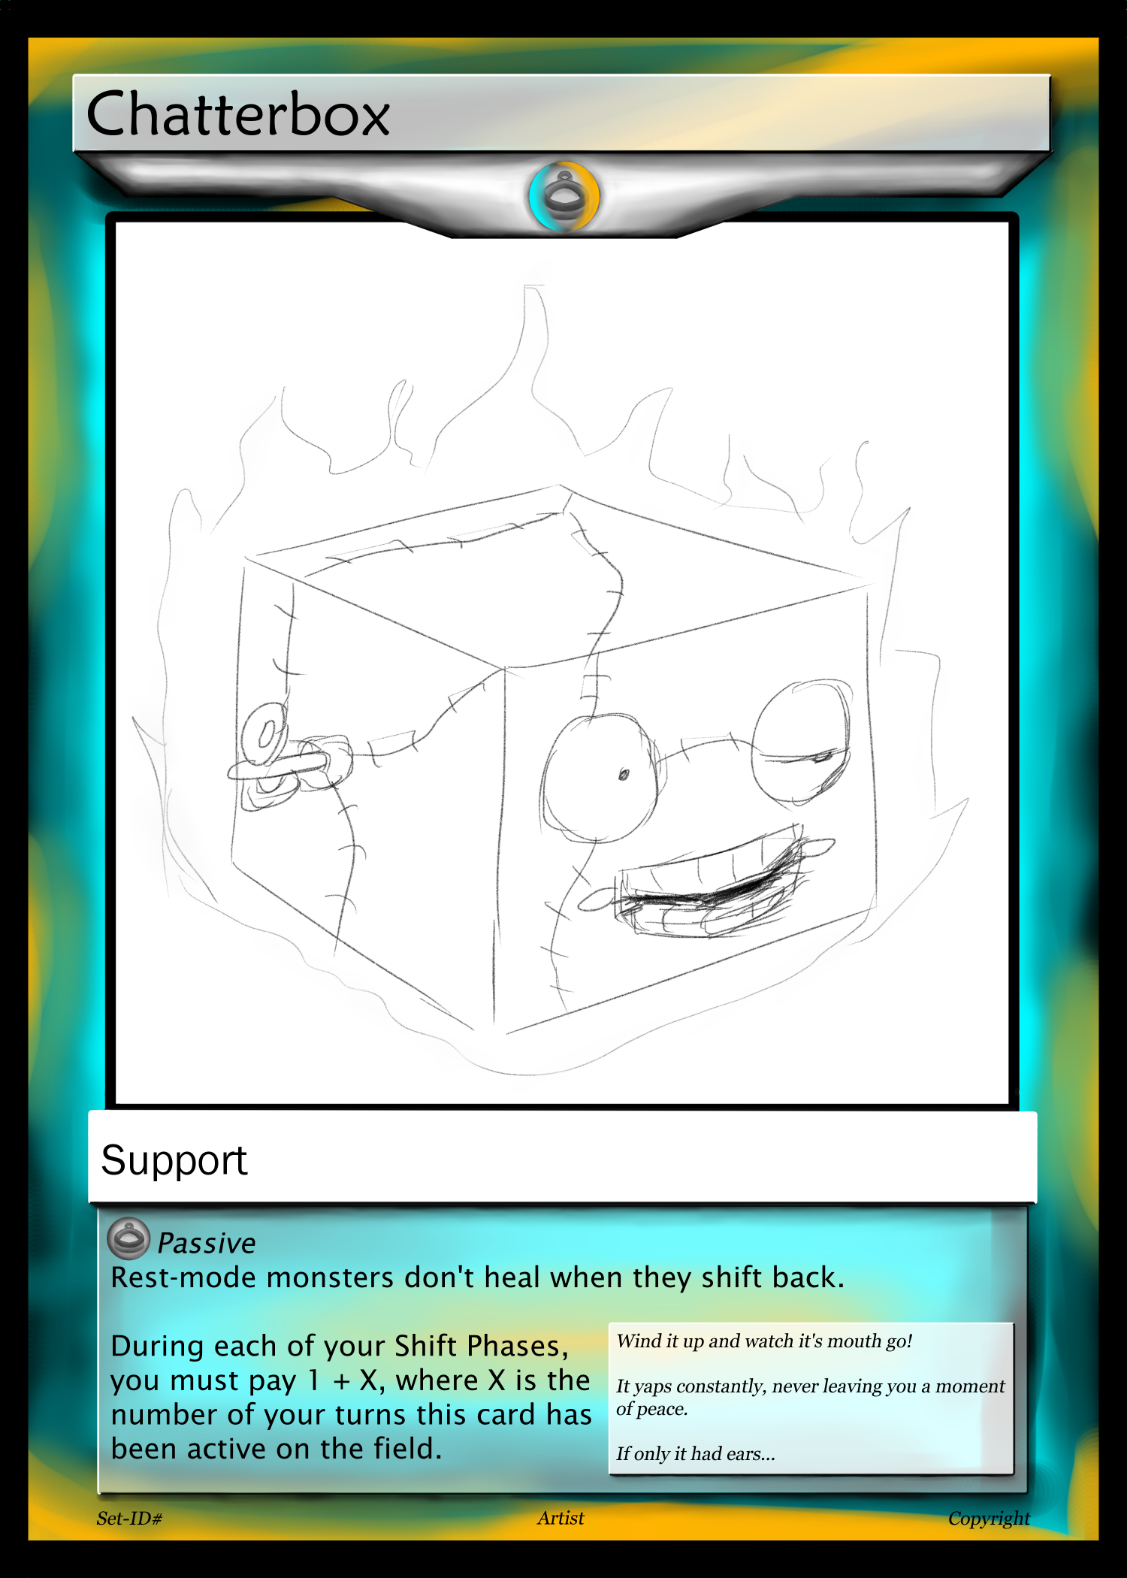 Chatterbox
Support
Passive
Rest-mode monsters don't heal when they shift back.
During each of your Shift Phases,
you must pay 1 + X, where X is the
number of your turns this card has
been active on the field.
Wind it up and watch it's mouth go!
It yaps constantly, never leaving you a moment
of peace.
If only it had ears...
Set-ID#
Artist
Copyright